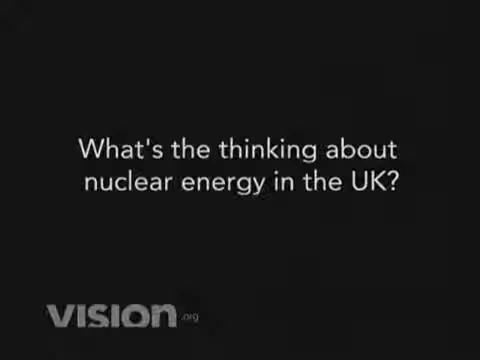 What's the thinking about
nuclear energy in the UK?
VISION.org